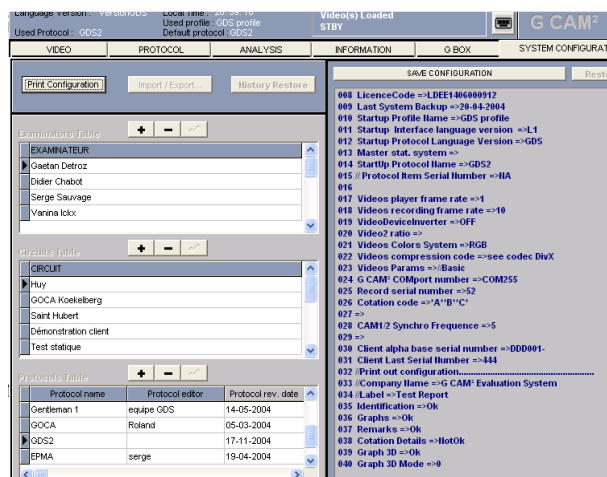 Language Version : VersionGDS Local Time :
Used profile : GDS profile
Used Protocol : GDS2 Default protocol : GDS2
Video(s) Loaded
STBY
G CAM²
VIDEO PROTOCOL ANALYSIS INFORMATION G BOX SYSTEM CONFIGURAT
Print Configuration Import / Export... History Restore
Examinators Table
EXAMINATEUR
Gaetan Detroz
Didier Chabot
Serge Sauvage
Vanina Ickx
Circuits Table
CIRCUIT
Huy
GOCA Koekelberg
Saint Hubert
Démonstration client
Test statique
Protocols Table
Protocol name Protocol editor Protocol rev. date
Gentleman 1 equipe GDS 14-05-2004
GOCA Roland 05-03-2004
GDS2 17-11-2004
EPMA serge 19-04-2004
SAVE CONFIGURATION Rest
008 LicenceCode =>LDEE1406000912
009 Last System Backup =>20-04-2004
010 Startup Profile Name =>GDS profile
011 Startup Interface language version =>L1
012 Startup Protocol Language Version =>GDS
013 Master stat. system =>
014 StartUp Protocol Name =>GDS2
015 // Protocol Item Serial Number =>NA
016
017 Videos player frame rate =>1
018 Videos recording frame rate =>10
019 VideoDeviceInverter =>OFF
020 Video2 ratio =>
021 Videos Colors System =>RGB
022 Videos compression code =>see codec DivX
023 Videos Params =>//Basic
024 G CAM² COMport number =>COM255
025 Record serial number =>52
026 Cotation code =>'A''B''C'
027 =>
028 CAM1/2 Synchro Frequence =>5
029 =>
030 Client alpha base serial number =>DDD001-
031 Client Last Serial Number =>444
032 //Print out configuration..........................................................
033 //Company Name =>G CAM² Evaluation System
034 //Label =>Test Report
035 Identification =>Ok
036 Graphs =>Ok
037 Remarks =>Ok
038 Cotation Details =>NotOk
039 Graph 3D =>Ok
040 Graph 3D Mode =>0